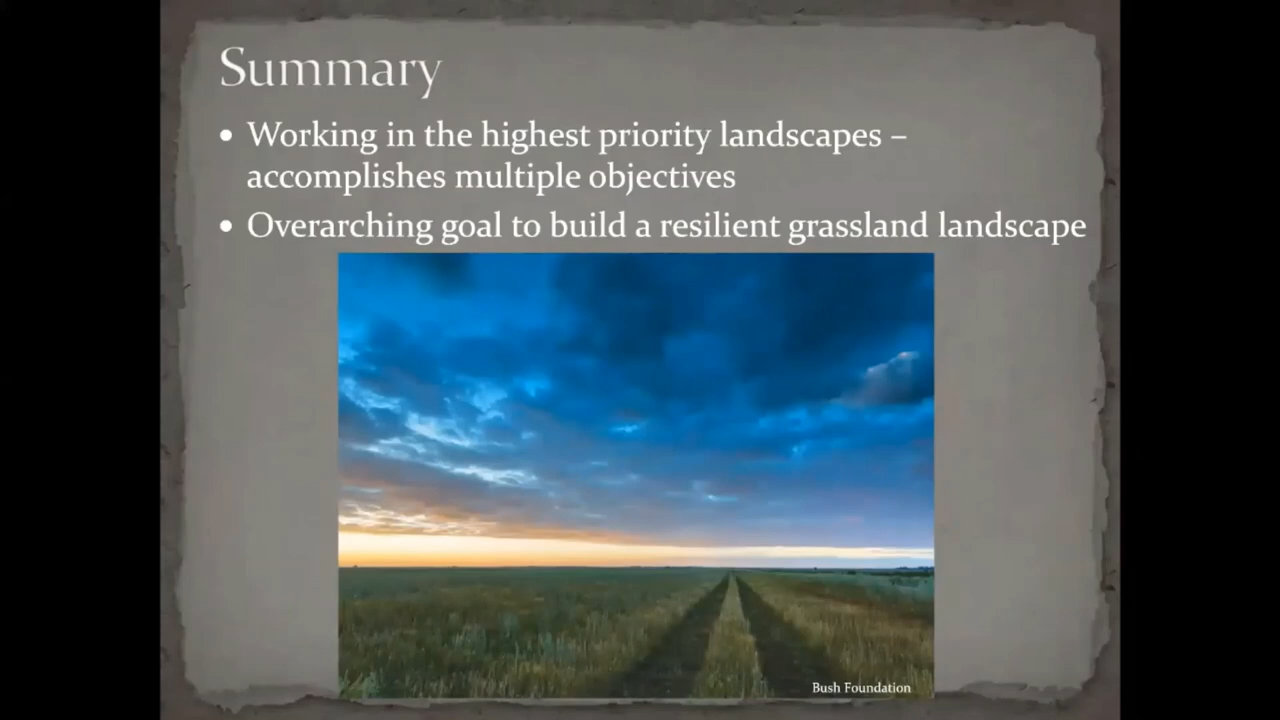 Summary
• Working in the highest priority landscapes –
accomplishes multiple objectives
• Overarching goal to build a resilient grassland landscape
Bush Foundation